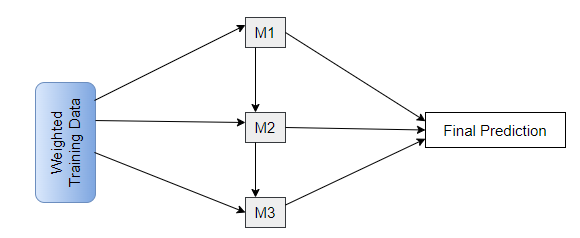 M1
Weighted
Training Data
M2
Final Prediction
M3